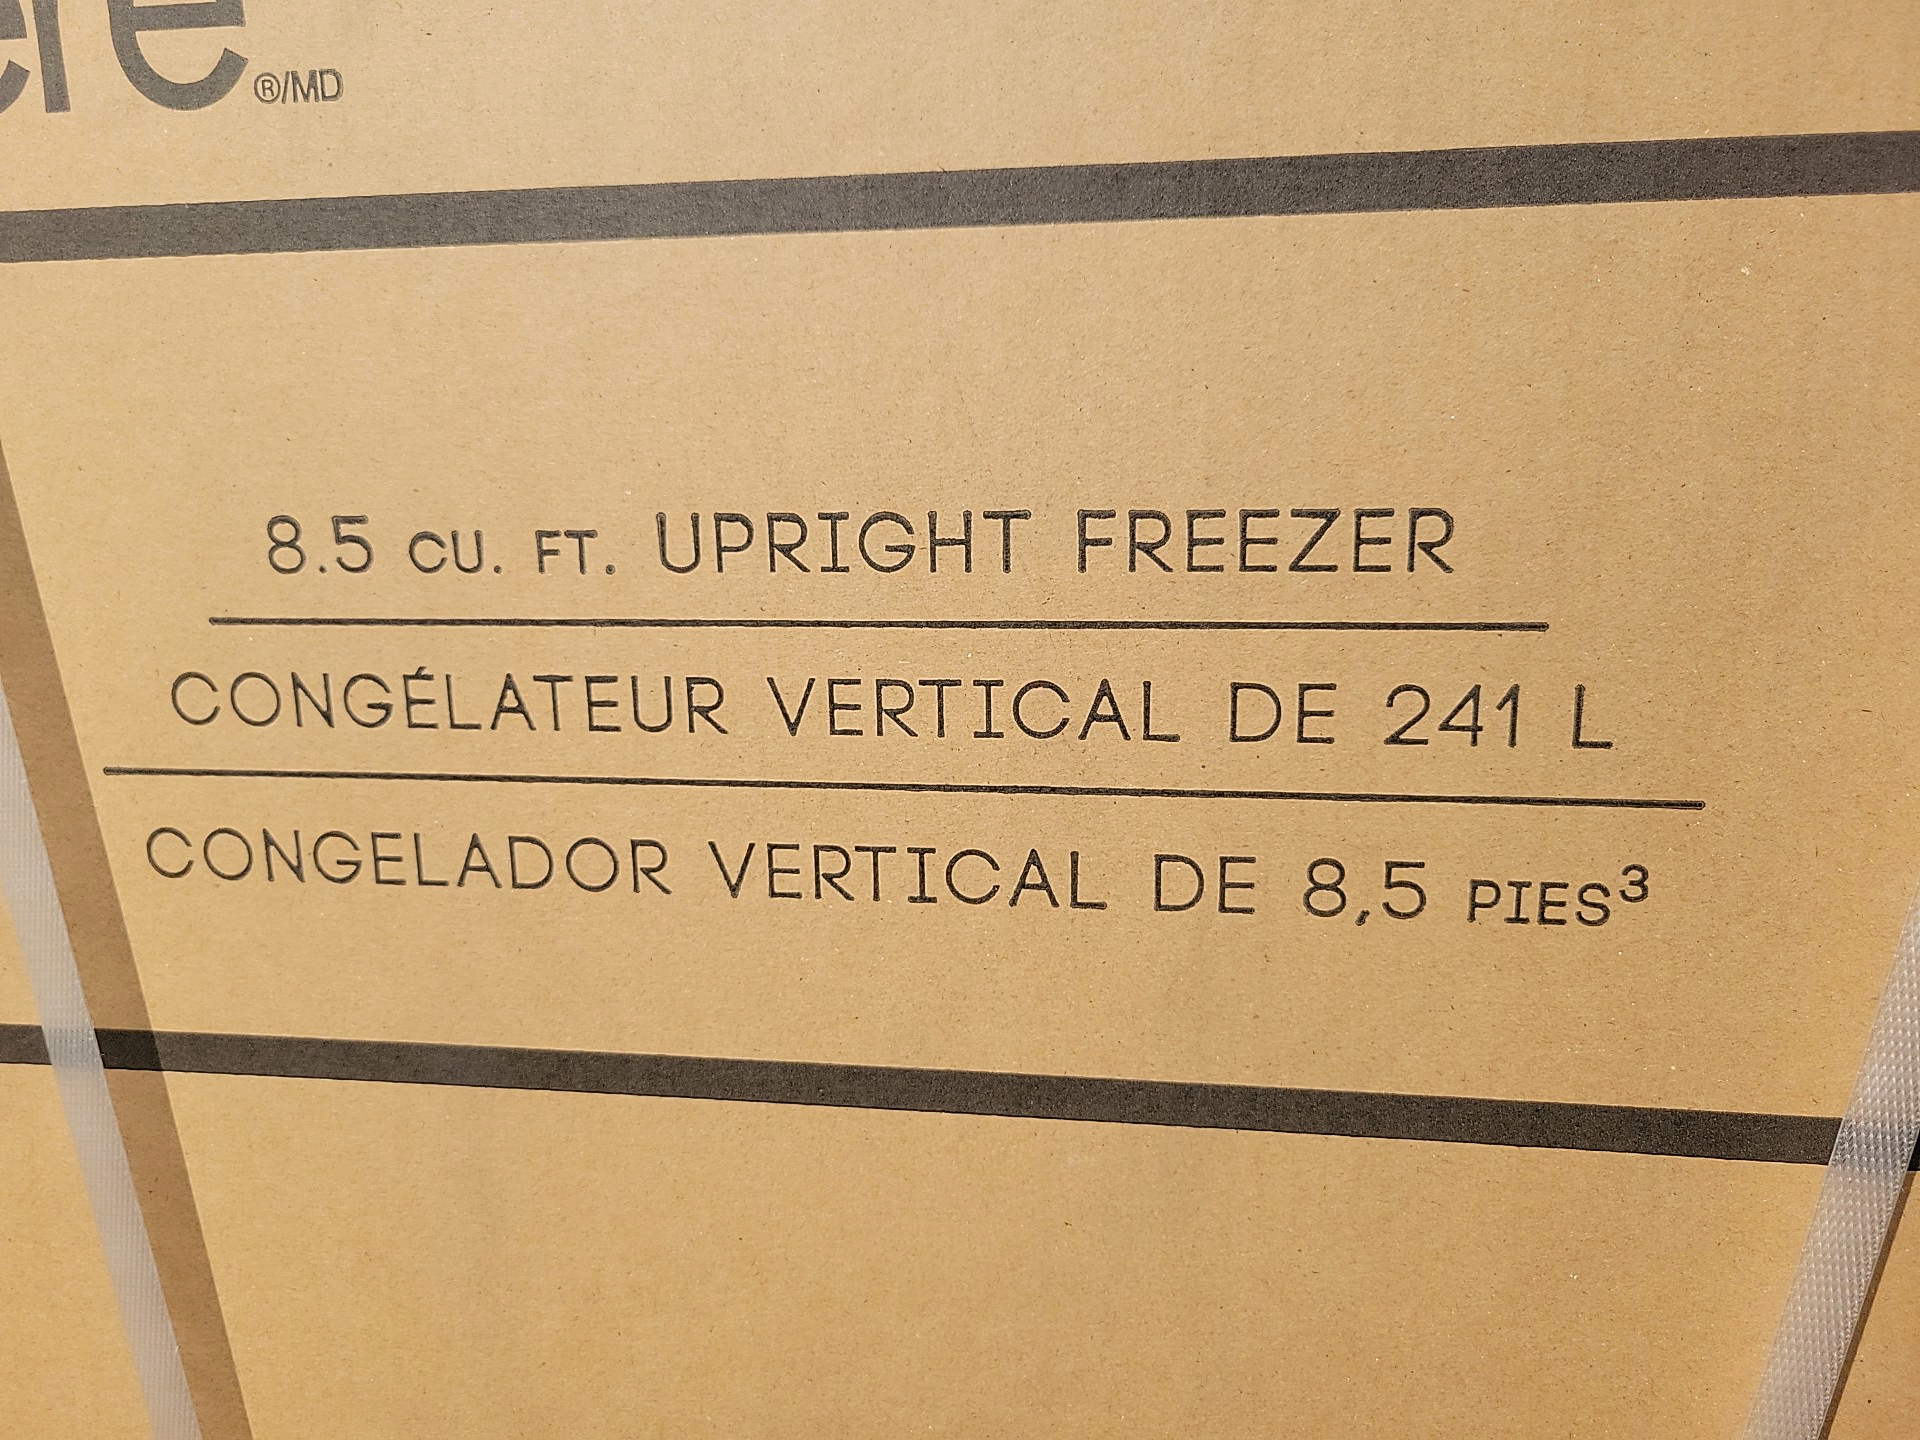 ®/MD
8.5 CU. FT. UPRIGHT FREEZER
CONGÉLATEUR VERTICAL DE 241 L
CONGELADOR VERTICAL DE 8,5 PIES³